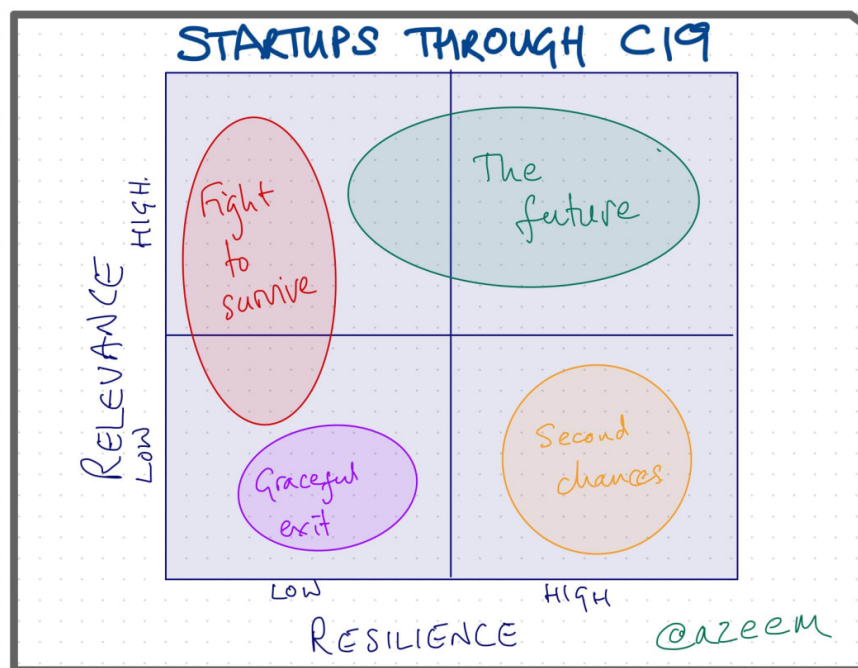 STARTUPS THROUGH C19
The
future
Fight
to
survive
HIGH.
RELEVANCE
LOW
Second
chances
Graceful
exit
LOW
HIGH
RESILIENCE
@azeem